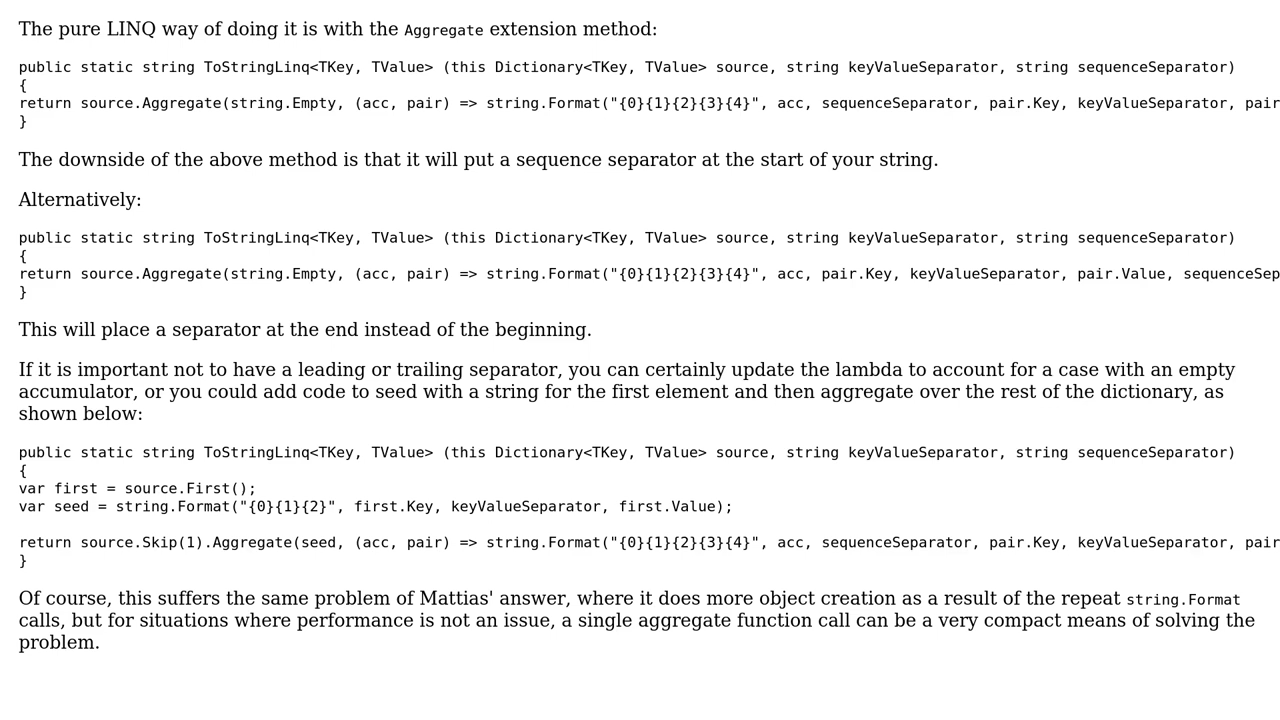 The pure LINQ way of doing it is with the Aggregate extension method:
public static string ToStringLinq<TKey, TValue> (this Dictionary<TKey, TValue> source, string keyValueSeparator, string sequenceSeparator)
{
return source.Aggregate(string.Empty, (acc, pair) => string.Format("{0}{1}{2}{3}{4}", acc, sequenceSeparator, pair.Key, keyValueSeparator, pair
}
The downside of the above method is that it will put a sequence separator at the start of your string.
Alternatively:
public static string ToStringLinq<TKey, TValue> (this Dictionary<TKey, TValue> source, string keyValueSeparator, string sequenceSeparator)
{
return source.Aggregate(string.Empty, (acc, pair) => string.Format("{0}{1}{2}{3}{4}", acc, pair.Key, keyValueSeparator, pair.Value, sequenceSep
}
This will place a separator at the end instead of the beginning.
If it is important not to have a leading or trailing separator, you can certainly update the lambda to account for a case with an empty
accumulator, or you could add code to seed with a string for the first element and then aggregate over the rest of the dictionary, as
shown below:
public static string ToStringLinq<TKey, TValue> (this Dictionary<TKey, TValue> source, string keyValueSeparator, string sequenceSeparator)
{
var first = source.First();
var seed = string.Format("{0}{1}{2}", first.Key, keyValueSeparator, first.Value);
return source.Skip(1).Aggregate(seed, (acc, pair) => string.Format("{0}{1}{2}{3}{4}", acc, sequenceSeparator, pair.Key, keyValueSeparator, pair
}
Of course, this suffers the same problem of Mattias' answer, where it does more object creation as a result of the repeat string.Format
calls, but for situations where performance is not an issue, a single aggregate function call can be a very compact means of solving the
problem.